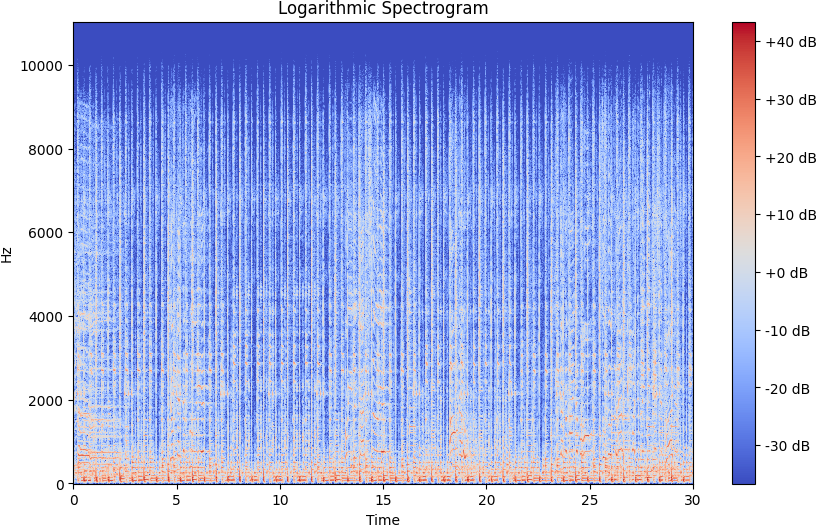 Logarithmic Spectrogram
Hz
10000
8000
6000
4000
2000
0
0 5 10 15 20 25 30
Time
+40 dB
+30 dB
+20 dB
+10 dB
+0 dB
-10 dB
-20 dB
-30 dB